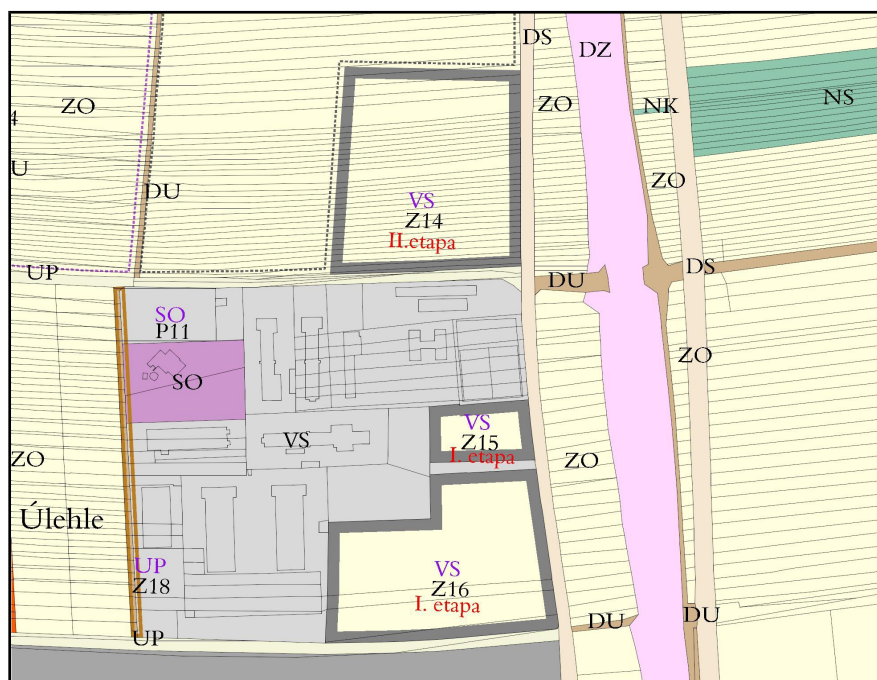 DS
DZ
ZO
ZO
NK
NS
4
U
DU
ZO
VS
Z14
II.etapa
UP
DU
DS
SO
P11
ZO
SO
VS
VS
Z15
I. etapa
ZO
ZO
Úlehle
UP
Z18
VS
Z16
I. etapa
DU
DU
UP